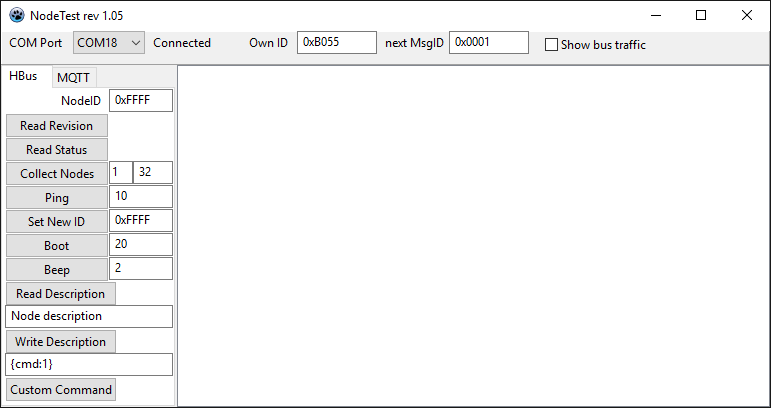 NodeTest rev 1.05
COM Port COM18 Connected Own ID 0xB055 next MsgID 0x0001 Show bus traffic
HBus MQTT
NodeID 0xFFFF
Read Revision
Read Status
Collect Nodes 1 32
Ping 10
Set New ID 0xFFFF
Boot 20
Beep 2
Read Description
Node description
Write Description
{cmd:1}
Custom Command